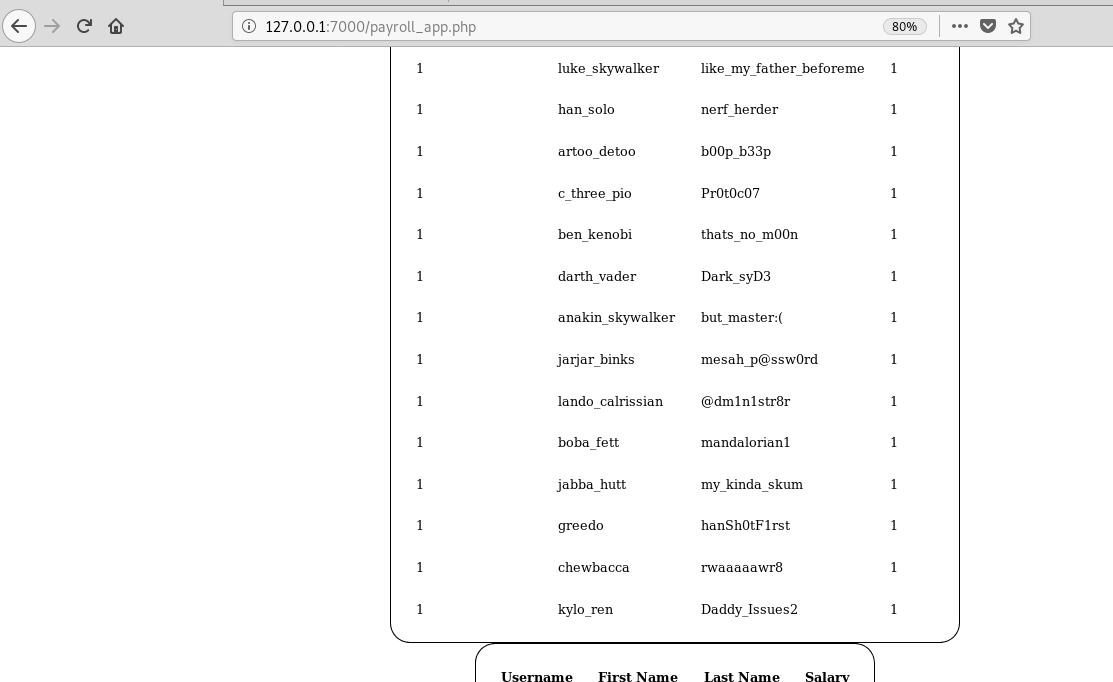 127.0.0.1:7000/payroll_app.php 80%
1 luke_skywalker like_my_father_beforeme 1
1 han_solo nerf_herder 1
1 artoo_detoo b00p_b33p 1
1 c_three_pio Pr0t0c07 1
1 ben_kenobi thats_no_m00n 1
1 darth_vader Dark_syD3 1
1 anakin_skywalker but_master:( 1
1 jarjar_binks mesah_p@ssw0rd 1
1 lando_calrissian @dm1n1str8r 1
1 boba_fett mandalorian1 1
1 jabba_hutt my_kinda_skum 1
1 greedo hanSh0tF1rst 1
1 chewbacca rwaaaaawr8 1
1 kylo_ren Daddy_Issues2 1
Username First Name Last Name Salary